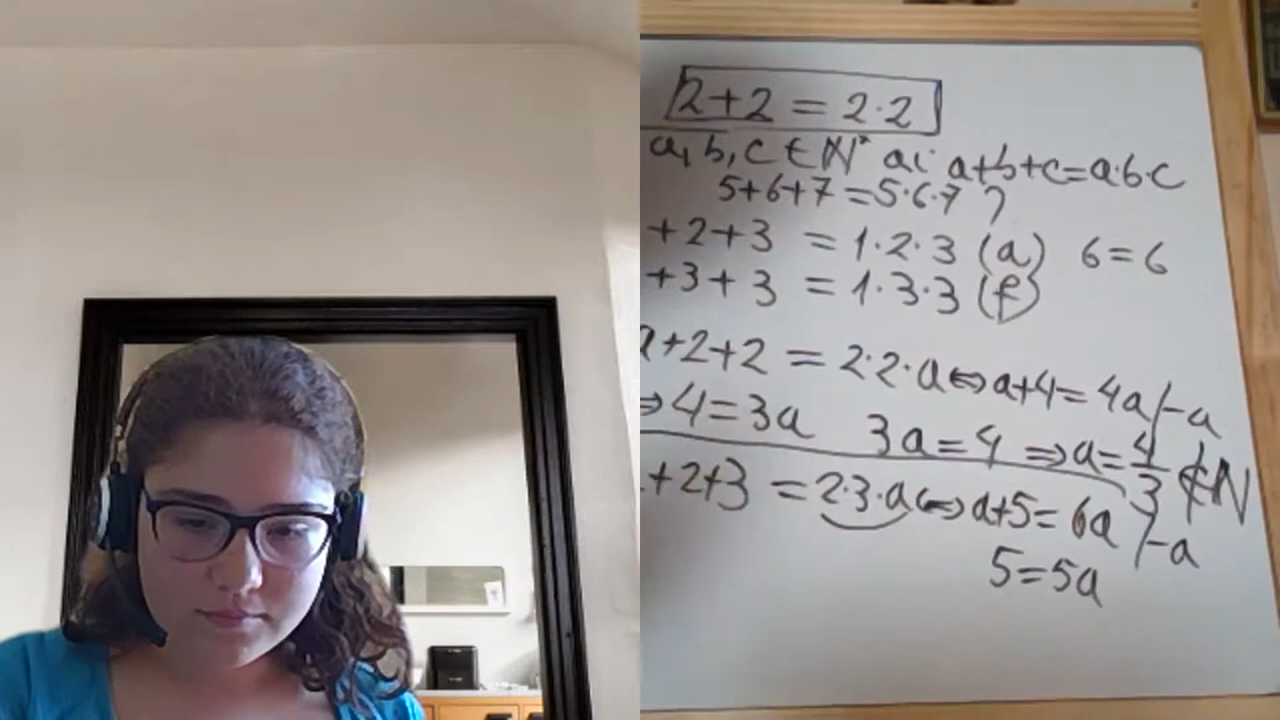 2+2 = 2·2
a, b, c ∈ ℕ* aî a+b+c=a·b·c
5+6+7=5·6·7 ?
+2+3 = 1·2·3 (a) 6=6
+3+3 = 1·3·3 (f)
a+2+2 = 2·2·a⇔a+4=4a/-a
⇒4=3a 3a=4 ⇒a=4/3 ∉ℕ
+2+3 = 2·3·a⇔a+5=6a /-a
5=5a